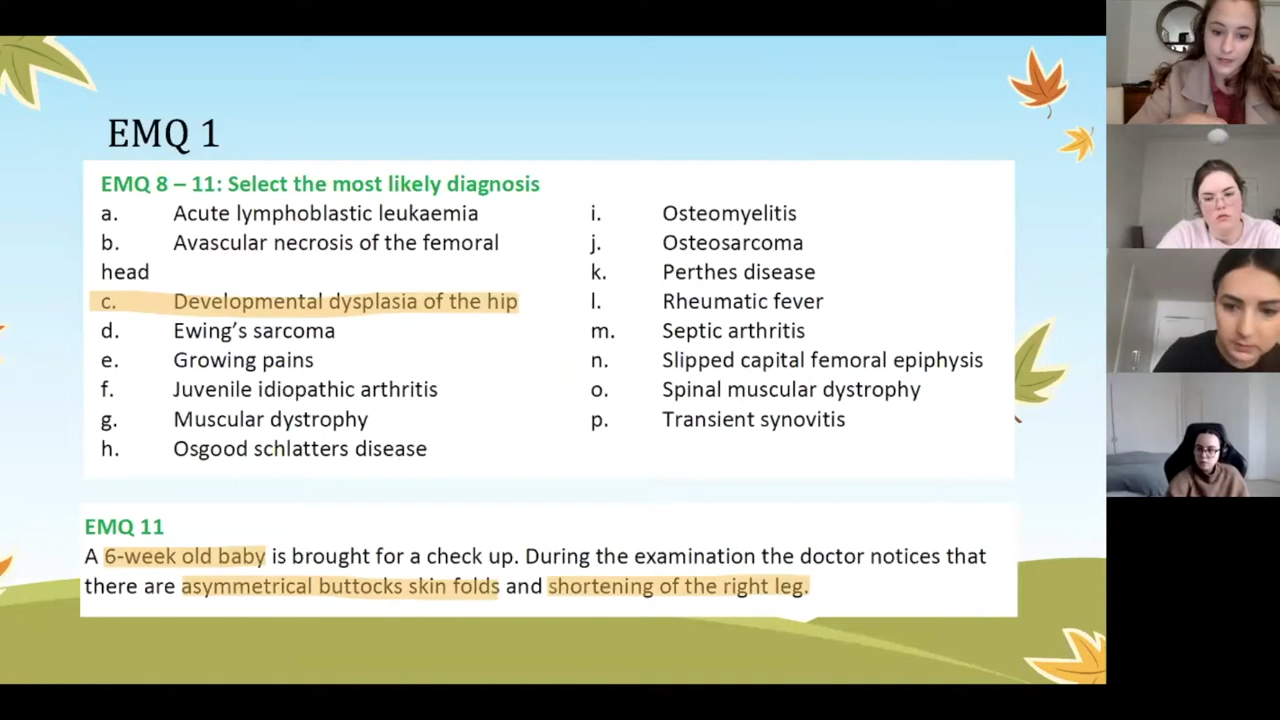 EMQ 1
EMQ 8 – 11: Select the most likely diagnosis
a. Acute lymphoblastic leukaemia
b. Avascular necrosis of the femoral
head
c. Developmental dysplasia of the hip
d. Ewing’s sarcoma
e. Growing pains
f. Juvenile idiopathic arthritis
g. Muscular dystrophy
h. Osgood schlatters disease
i. Osteomyelitis
j. Osteosarcoma
k. Perthes disease
l. Rheumatic fever
m. Septic arthritis
n. Slipped capital femoral epiphysis
o. Spinal muscular dystrophy
p. Transient synovitis
EMQ 11
A 6-week old baby is brought for a check up. During the examination the doctor notices that
there are asymmetrical buttocks skin folds and shortening of the right leg.